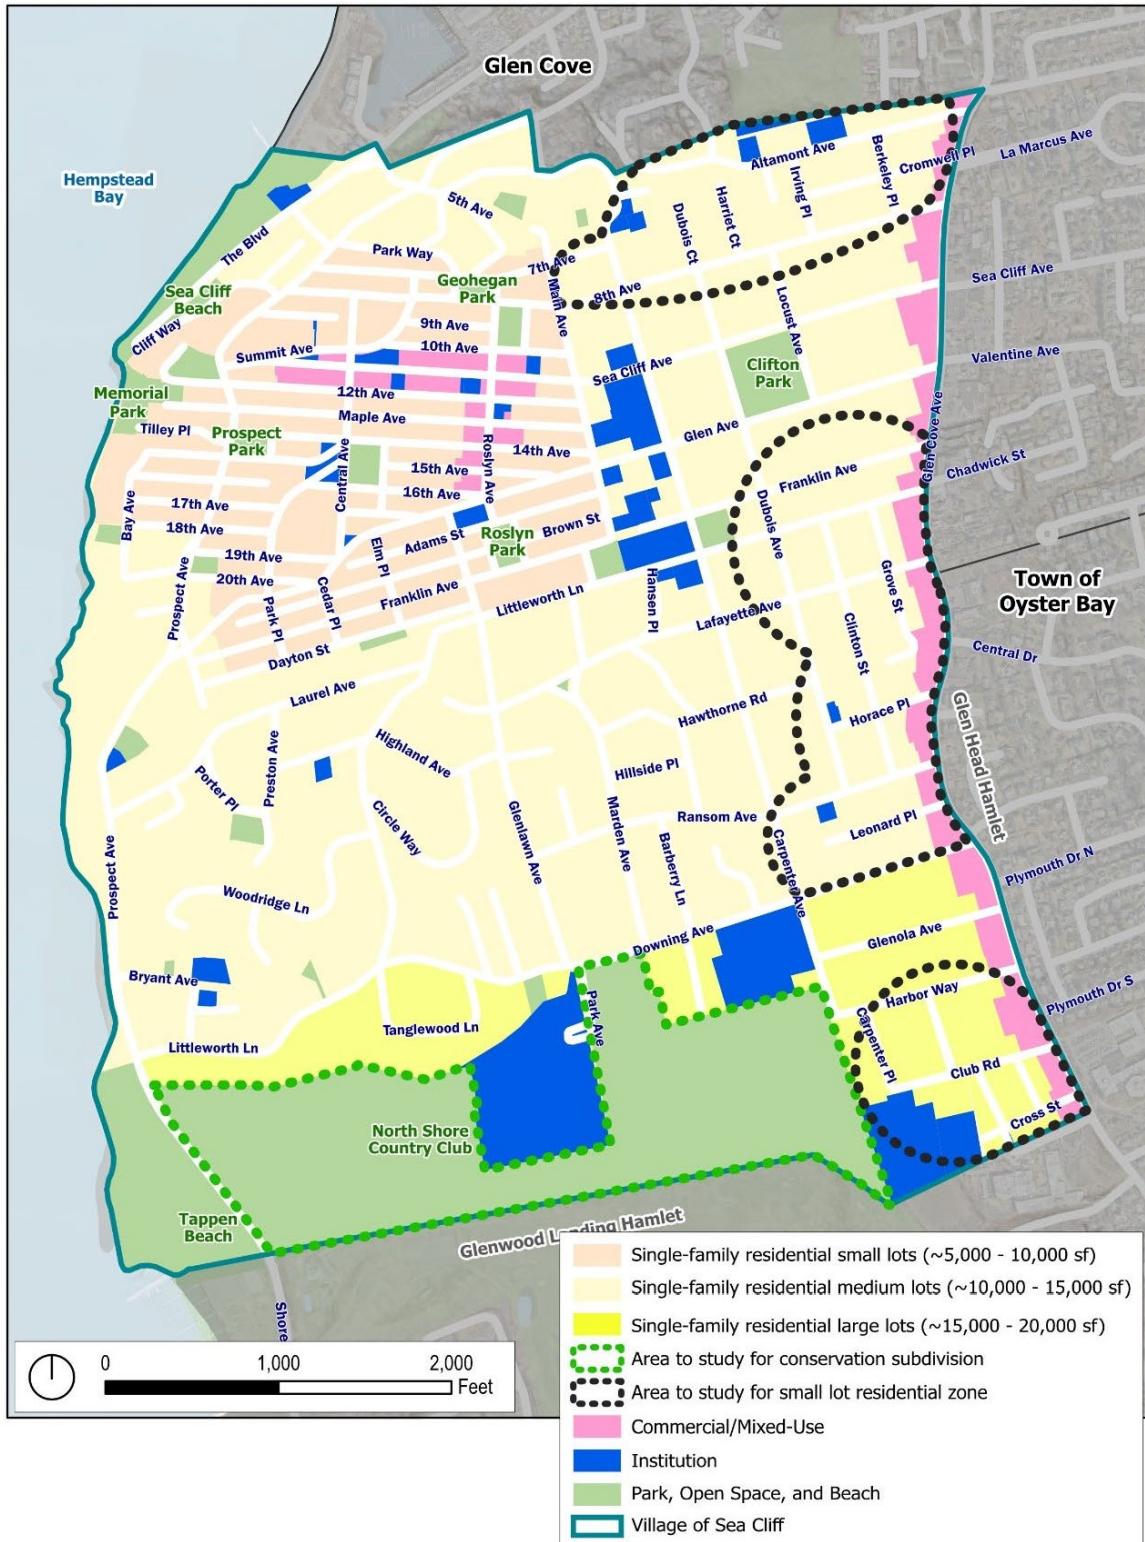 Glen Cove
Hempstead
Bay
La Marcus Ave
Altamont Ave
Berkeley Pl
Cromwell Pl
Irving Pl
Harriet Ct
Dubois Ct
5th Ave
The Blvd
Park Way
7th Ave
Main Ave
8th Ave
Geohegan
Park
Sea Cliff
Beach
Sea Cliff Ave
Locust Ave
Cliff Way
9th Ave
10th Ave
Summit Ave
Sea Cliff Ave
Clifton
Park
Valentine Ave
Memorial
Park
12th Ave
Maple Ave
Tilley Pl
Prospect
Park
Glen Ave
Glen Cove Ave
Central Ave
Roslyn Ave
14th Ave
15th Ave
16th Ave
Franklin Ave
Chadwick St
Bay Ave
17th Ave
18th Ave
19th Ave
20th Ave
Adams St
Roslyn
Park
Brown St
Dubois Ave
Elm Pl
Cedar Pl
Park Pl
Prospect Ave
Franklin Ave
Littleworth Ln
Hansen Pl
Lafayette Ave
Grove St
Clinton St
Town of
Oyster Bay
Central Dr
Dayton St
Laurel Ave
Hawthorne Rd
Horace Pl
Glen Head Hamlet
Highland Ave
Preston Ave
Porter Pl
Hillside Pl
Circle Way
Glenlawn Ave
Marden Ave
Ransom Ave
Barberry Ln
Carpenter Ave
Leonard Pl
Plymouth Dr N
Prospect Ave
Woodridge Ln
Downing Ave
Glenola Ave
Bryant Ave
Harbor Way
Plymouth Dr S
Park Ave
Tanglewood Ln
Littleworth Ln
Carpenter Pl
Club Rd
Cross St
North Shore
Country Club
Tappen
Beach
Glenwood Landing Hamlet
Shore
0 1,000 2,000
Feet
Single-family residential small lots (~5,000 - 10,000 sf)
Single-family residential medium lots (~10,000 - 15,000 sf)
Single-family residential large lots (~15,000 - 20,000 sf)
Area to study for conservation subdivision
Area to study for small lot residential zone
Commercial/Mixed-Use
Institution
Park, Open Space, and Beach
Village of Sea Cliff